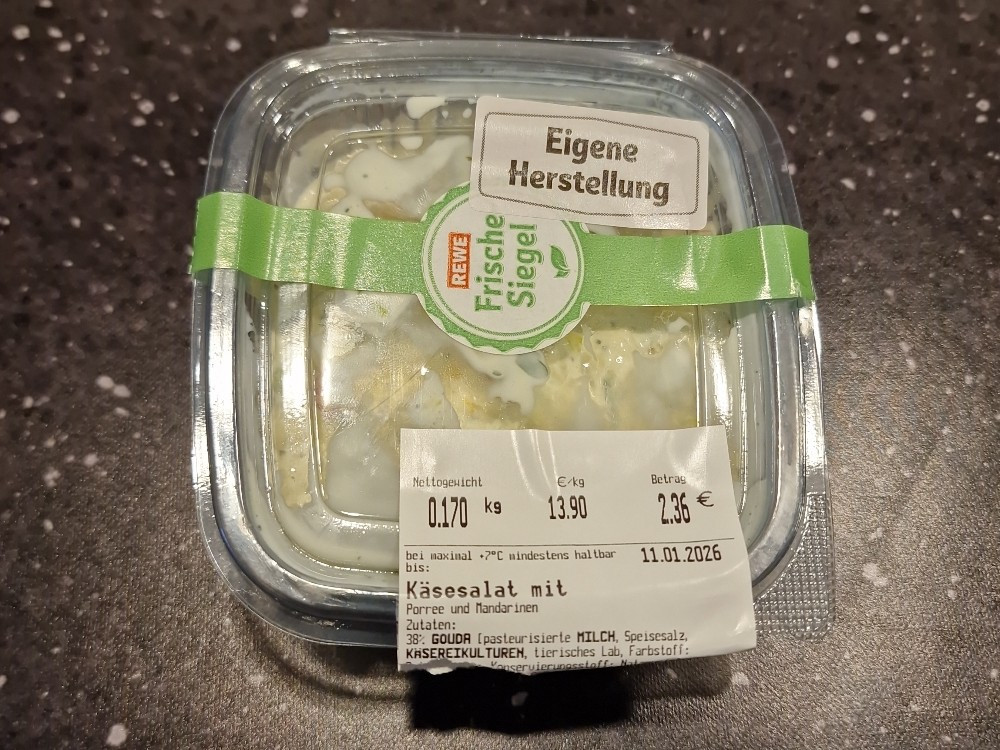 Eigene
Herstellung
REWE
Frische
Siegel
Nettogewicht €/kg Betrag
0.170 kg 13.90 2.36 €
bei maximal +7°C mindestens haltbar 11.01.2026
bis:
Käsesalat mit
Porree und Mandarinen
Zutaten:
38% GOUDA [pasteurisierte MILCH, Speisesalz,
KÄSEREIKULTUREN, tierisches Lab, Farbstoff:
Konservierungsstoff: